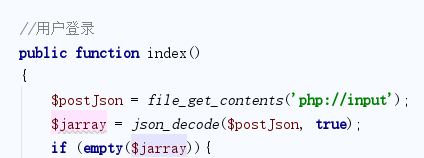 //用户登录
public function index()
{
$postJson = file_get_contents('php://input');
$jarray = json_decode($postJson, true);
if (empty($jarray)){